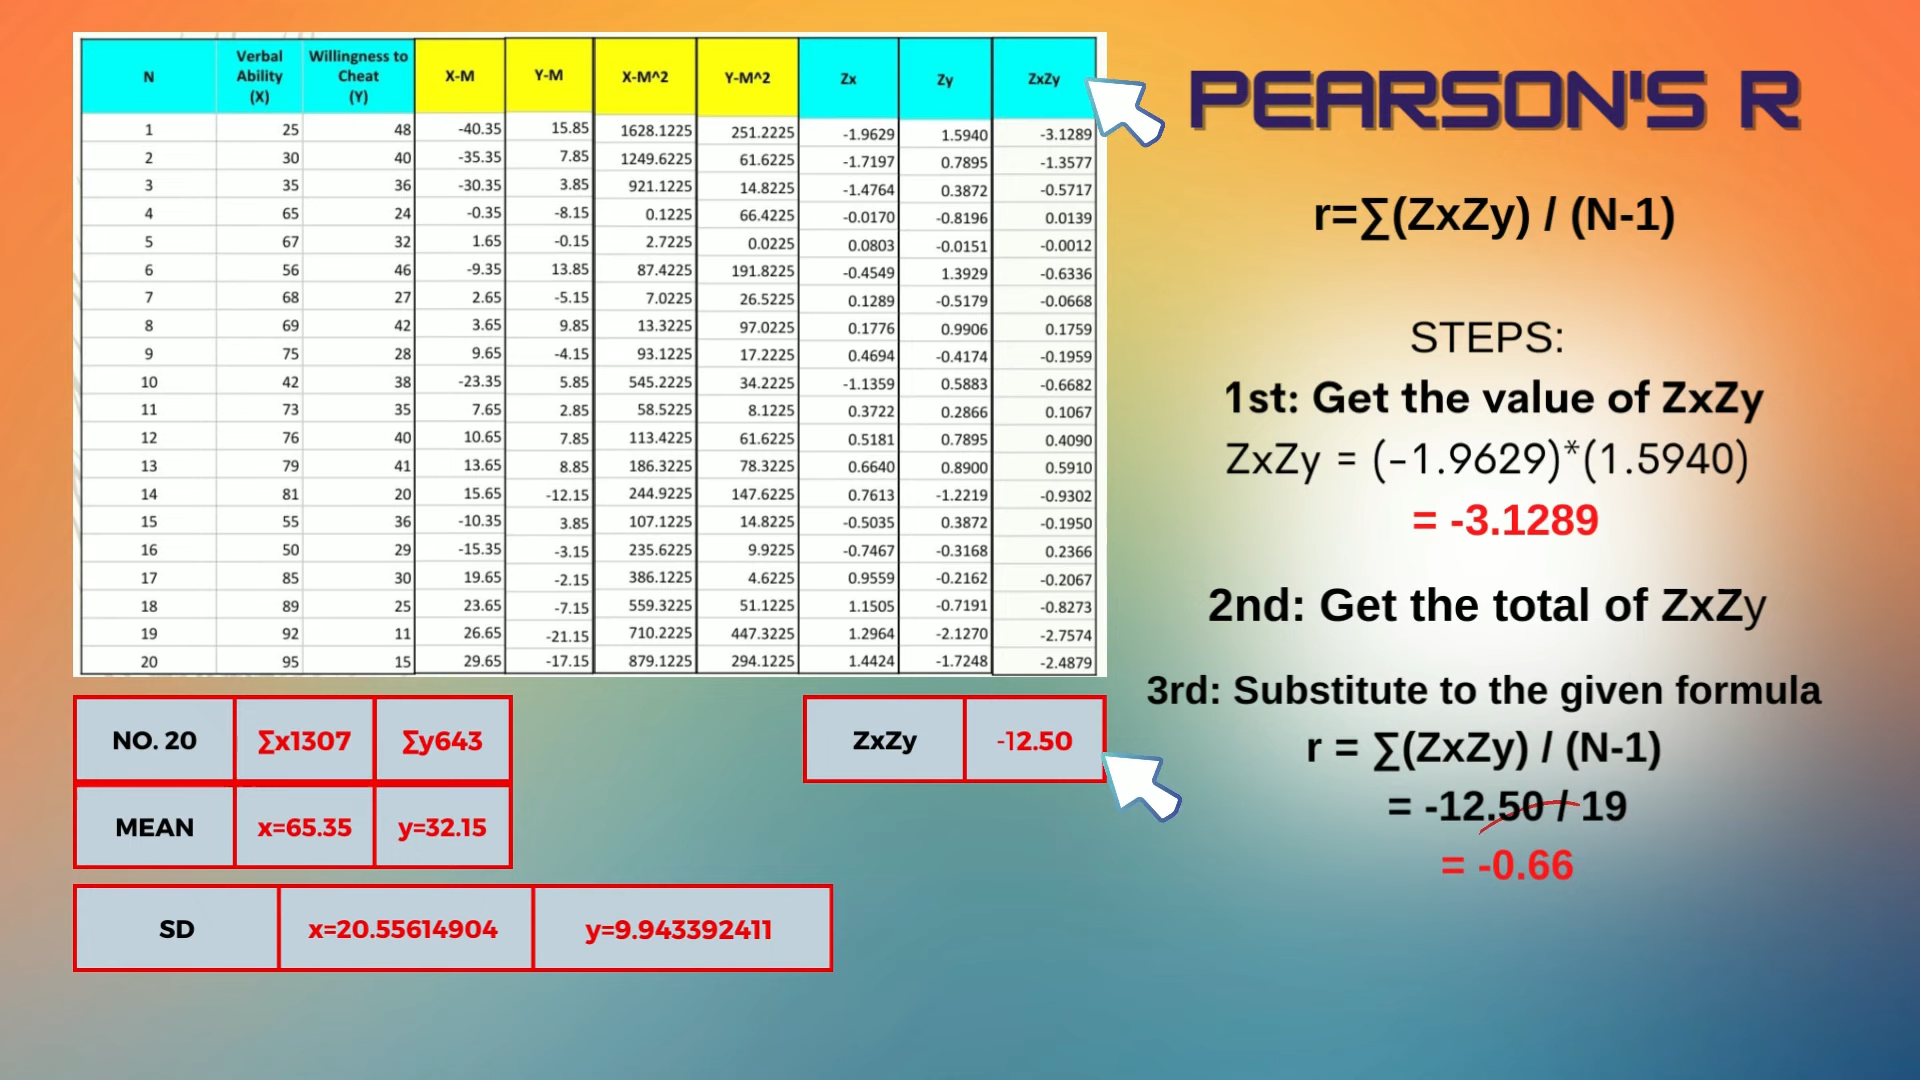 N Verbal Ability (X) Willingness to Cheat (Y) X-M Y-M X-M^2 Y-M^2 Zx Zy ZxZy
1 25 48 -40.35 15.85 1628.1225 251.2225 -1.9629 1.5940 -3.1289
2 30 40 -35.35 7.85 1249.6225 61.6225 -1.7197 0.7895 -1.3577
3 35 36 -30.35 3.85 921.1225 14.8225 -1.4764 0.3872 -0.5717
4 65 24 -0.35 -8.15 0.1225 66.4225 -0.0170 -0.8196 0.0139
5 67 32 1.65 -0.15 2.7225 0.0225 0.0803 -0.0151 -0.0012
6 56 46 -9.35 13.85 87.4225 191.8225 -0.4549 1.3929 -0.6336
7 68 27 2.65 -5.15 7.0225 26.5225 0.1289 -0.5179 -0.0668
8 69 42 3.65 9.85 13.3225 97.0225 0.1776 0.9906 0.1759
9 75 28 9.65 -4.15 93.1225 17.2225 0.4694 -0.4174 -0.1959
10 42 38 -23.35 5.85 545.2225 34.2225 -1.1359 0.5883 -0.6682
11 73 35 7.65 2.85 58.5225 8.1225 0.3722 0.2866 0.1067
12 76 40 10.65 7.85 113.4225 61.6225 0.5181 0.7895 0.4090
13 79 41 13.65 8.85 186.3225 78.3225 0.6640 0.8900 0.5910
14 81 20 15.65 -12.15 244.9225 147.6225 0.7613 -1.2219 -0.9302
15 55 36 -10.35 3.85 107.1225 14.8225 -0.5035 0.3872 -0.1950
16 50 29 -15.35 -3.15 235.6225 9.9225 -0.7467 -0.3168 0.2366
17 85 30 19.65 -2.15 386.1225 4.6225 0.9559 -0.2162 -0.2067
18 89 25 23.65 -7.15 559.3225 51.1225 1.1505 -0.7191 -0.8273
19 92 11 26.65 -21.15 710.2225 447.3225 1.2964 -2.1270 -2.7574
20 95 15 29.65 -17.15 879.1225 294.1225 1.4424 -1.7248 -2.4879
NO. 20 ∑x1307 ∑y643
MEAN x=65.35 y=32.15
SD x=20.55614904 y=9.943392411
ZxZy -12.50
PEARSON'S R
r=∑(ZxZy) / (N-1)
STEPS:
1st: Get the value of ZxZy
ZxZy = (-1.9629)*(1.5940)
= -3.1289
2nd: Get the total of ZxZy
3rd: Substitute to the given formula
r = ∑(ZxZy) / (N-1)
= -12.50 / 19
= -0.66